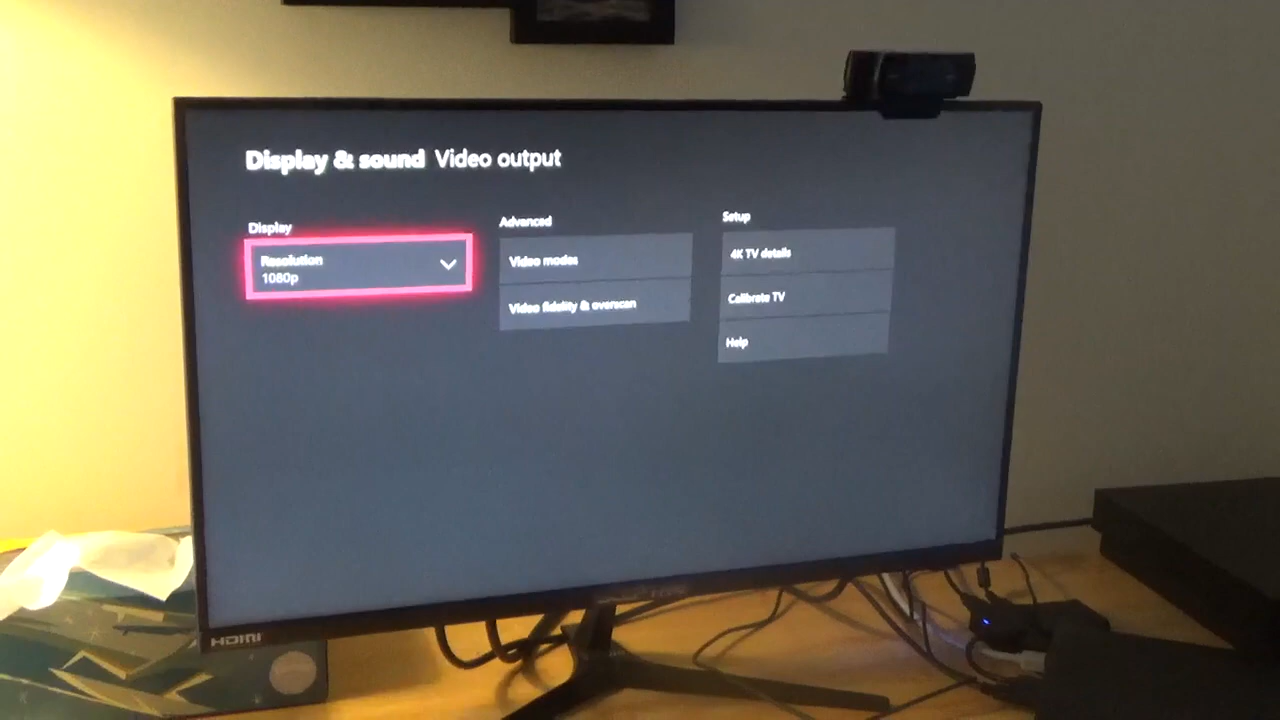 Display & sound Video output
Display
Resolution
1080p
Advanced
Video modes
Video fidelity & overscan
Setup
4K TV details
Calibrate TV
Help
HDMI